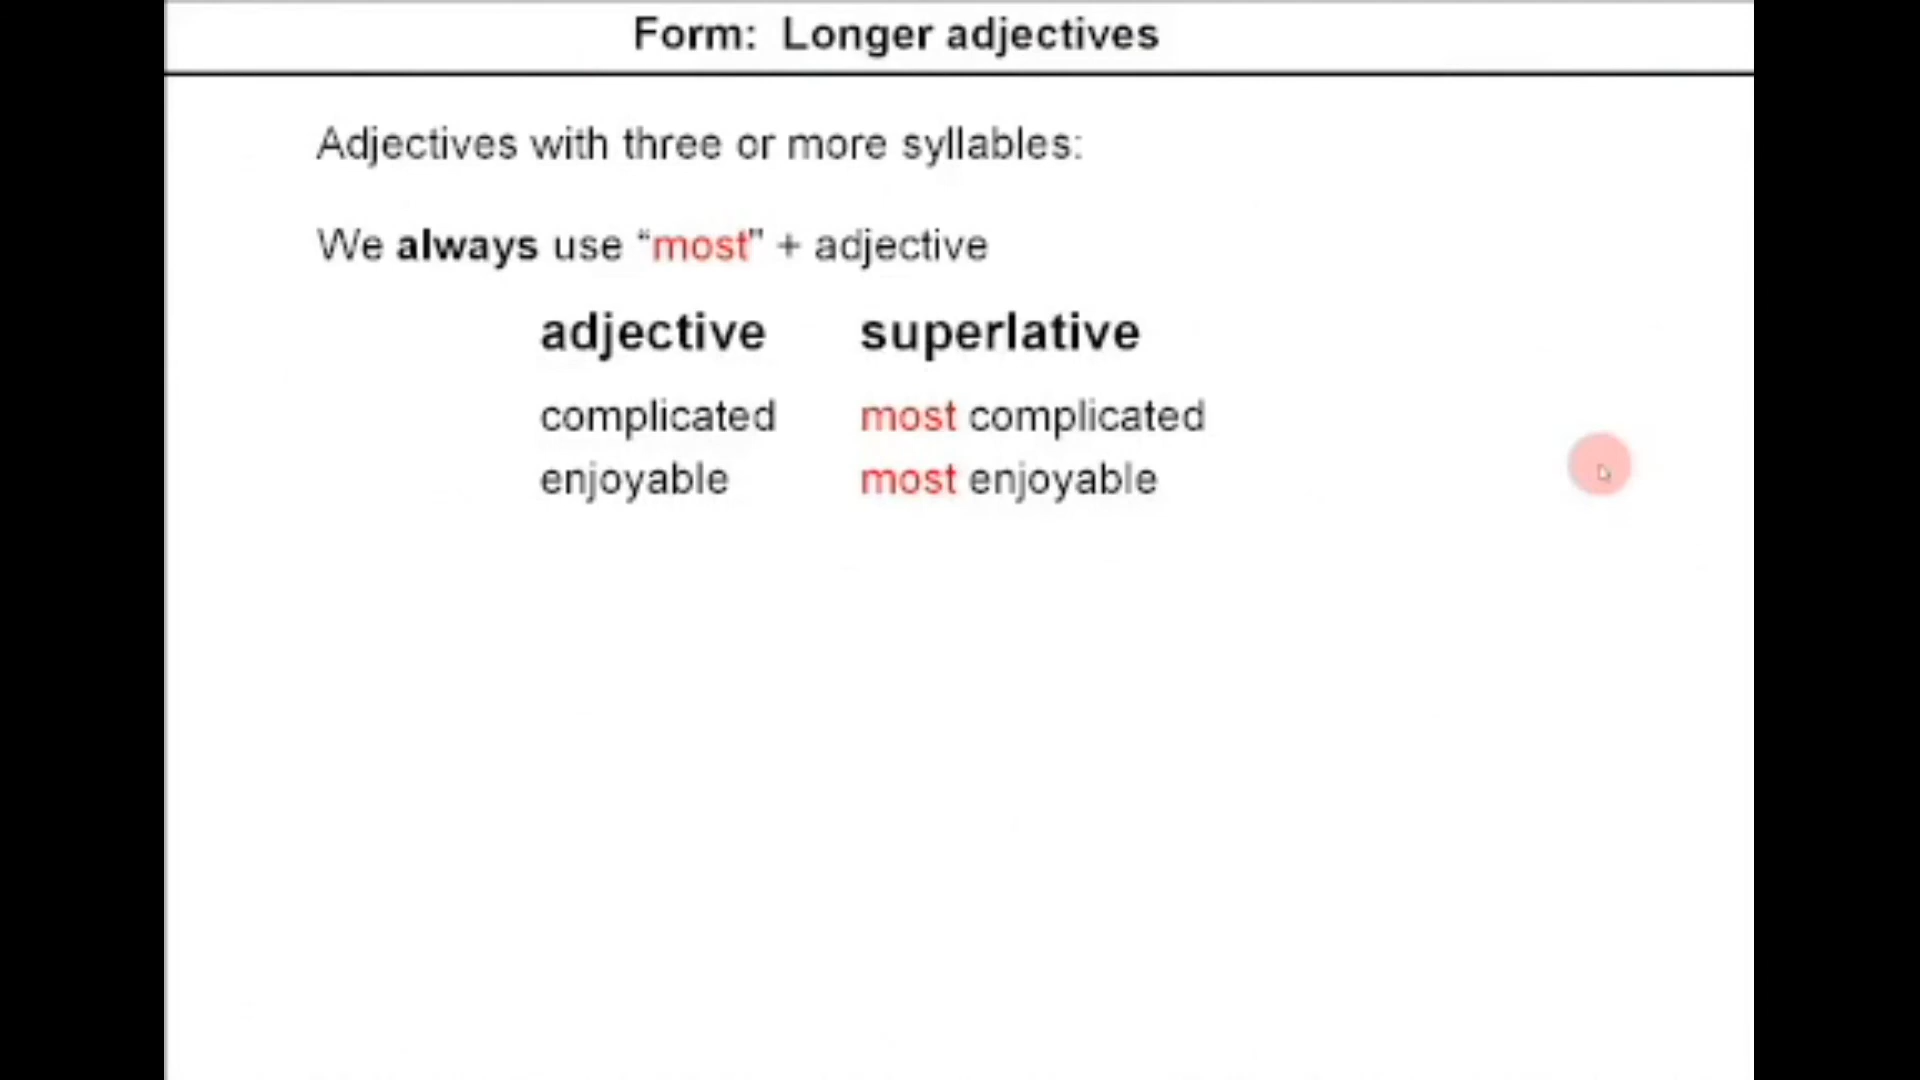 Form: Longer adjectives
Adjectives with three or more syllables:
We always use “most” + adjective
adjective superlative
complicated most complicated
enjoyable most enjoyable